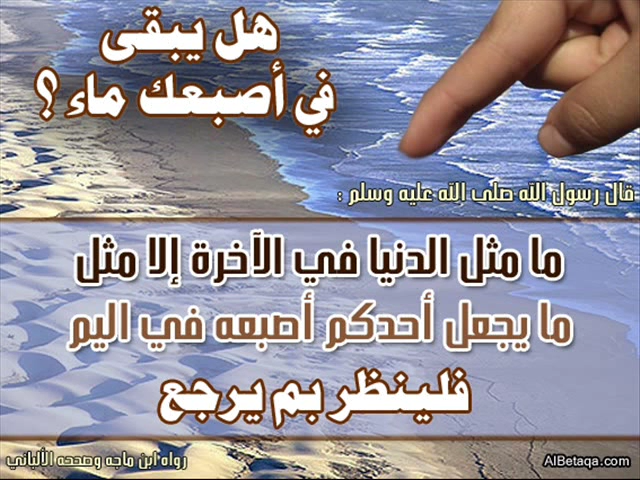 هل يبقى
في أصبعك ماء ؟
قال رسول الله صلى الله عليه وسلم :
ما مثل الدنيا في الآخرة إلا مثل
ما يجعل أحدكم أصبعه في اليم
فلينظر بم يرجع
رواه ابن ماجه وصححه الألباني
AlBetaqa.com